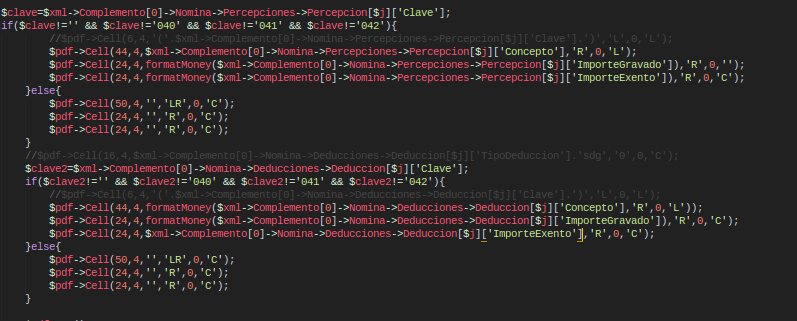 $clave=$xml->Complemento[0]->Nomina->Percepciones->Percepcion[$j]['Clave'];
if($clave!='' && $clave!='040' && $clave!='041' && $clave!='042'){
//$pdf->Cell(6,4,'('.$xml->Complemento[0]->Nomina->Percepciones->Percepcion[$j]['Clave'].')','L',0,'L');
$pdf->Cell(44,4,$xml->Complemento[0]->Nomina->Percepciones->Percepcion[$j]['Concepto'],'R',0,'L');
$pdf->Cell(24,4,formatMoney($xml->Complemento[0]->Nomina->Percepciones->Percepcion[$j]['ImporteGravado']),'R',0,'');
$pdf->Cell(24,4,formatMoney($xml->Complemento[0]->Nomina->Percepciones->Percepcion[$j]['ImporteExento']),'R',0,'C');
}else{
$pdf->Cell(50,4,'','LR',0,'C');
$pdf->Cell(24,4,'','R',0,'C');
$pdf->Cell(24,4,'','R',0,'C');
}
//$pdf->Cell(16,4,$xml->Complemento[0]->Nomina->Deducciones->Deduccion[$j]['TipoDeduccion'].'sdg','0',0,'C');
$clave2=$xml->Complemento[0]->Nomina->Deducciones->Deduccion[$j]['Clave'];
if($clave2!='' && $clave2!='040' && $clave2!='041' && $clave2!='042'){
//$pdf->Cell(6,4,'('.$xml->Complemento[0]->Nomina->Deducciones->Deduccion[$j]['Clave'].')','L',0,'L');
$pdf->Cell(44,4,formatMoney($xml->Complemento[0]->Nomina->Deducciones->Deduccion[$j]['Concepto'],'R',0,'L'));
$pdf->Cell(24,4,formatMoney($xml->Complemento[0]->Nomina->Deducciones->Deduccion[$j]['ImporteGravado']),'R',0,'C');
$pdf->Cell(24,4,$xml->Complemento[0]->Nomina->Deducciones->Deduccion[$j]['ImporteExento'],'R',0,'C');
}else{
$pdf->Cell(50,4,'','LR',0,'C');
$pdf->Cell(24,4,'','R',0,'C');
$pdf->Cell(24,4,'','R',0,'C');
}